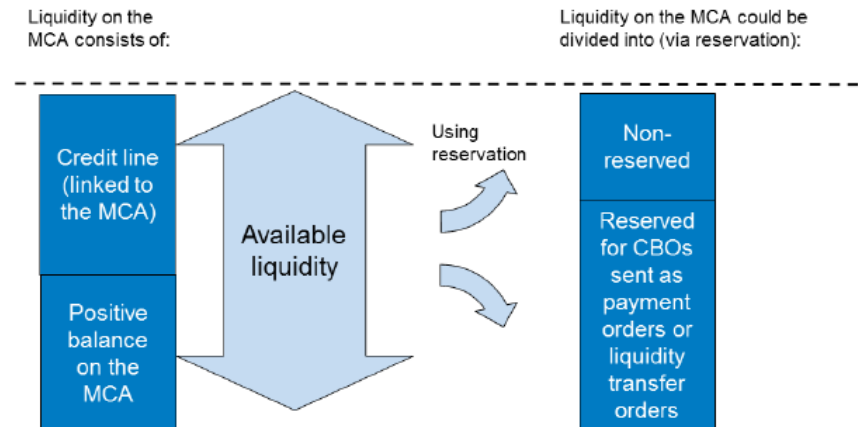 Liquidity on the
MCA consists of:
Liquidity on the MCA could be
divided into (via reservation):
Credit line
(linked to
the MCA)
Positive
balance
on the
MCA
Available
liquidity
Using
reservation
Non-
reserved
Reserved
for CBOs
sent as
payment
orders or
liquidity
transfer
orders